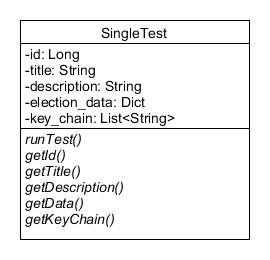 SingleTest
-id: Long
-title: String
-description: String
-election_data: Dict
-key_chain: List<String>
runTest()
getId()
getTitle()
getDescription()
getData()
getKeyChain()